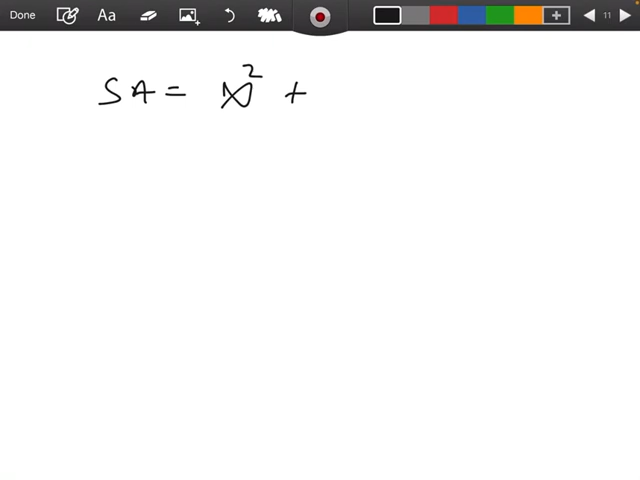 Done Aa 11
SA = x² +